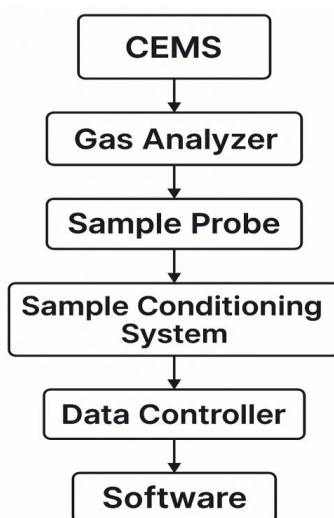 CEMS
Gas Analyzer
Sample Probe
Sample Conditioning
System
Data Controller
Software